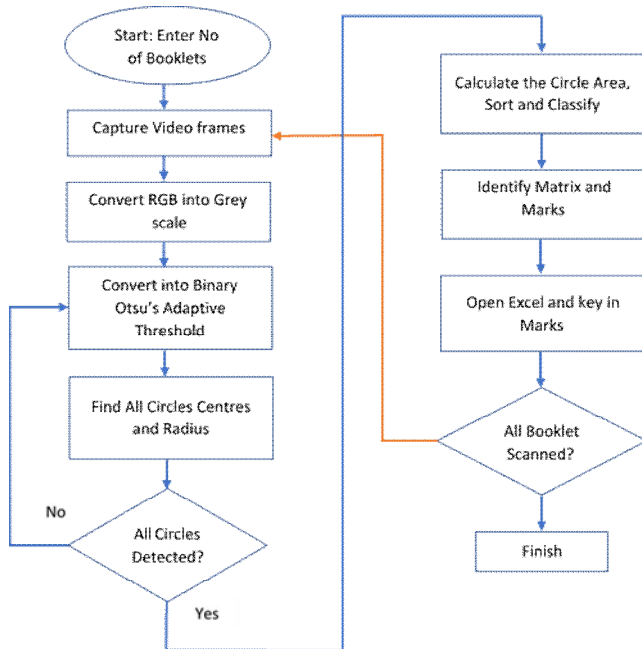 Start: Enter No
of Booklets
Capture Video frames
Convert RGB into Grey
scale
Convert into Binary
Otsu's Adaptive
Threshold
Find All Circles Centres
and Radius
No
All Circles
Detected?
Yes
Calculate the Circle Area,
Sort and Classify
Identify Matrix and
Marks
Open Excel and key in
Marks
All Booklet
Scanned?
Finish